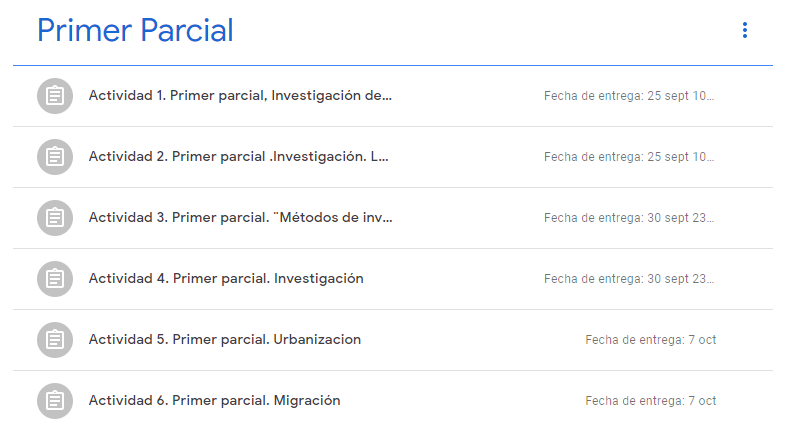 Primer Parcial
Actividad 1. Primer parcial, Investigación de...
Fecha de entrega: 25 sept 10...
Actividad 2. Primer parcial .Investigación. L...
Fecha de entrega: 25 sept 10...
Actividad 3. Primer parcial. "Métodos de inv...
Fecha de entrega: 30 sept 23...
Actividad 4. Primer parcial. Investigación
Fecha de entrega: 30 sept 23...
Actividad 5. Primer parcial. Urbanizacion
Fecha de entrega: 7 oct
Actividad 6. Primer parcial. Migración
Fecha de entrega: 7 oct